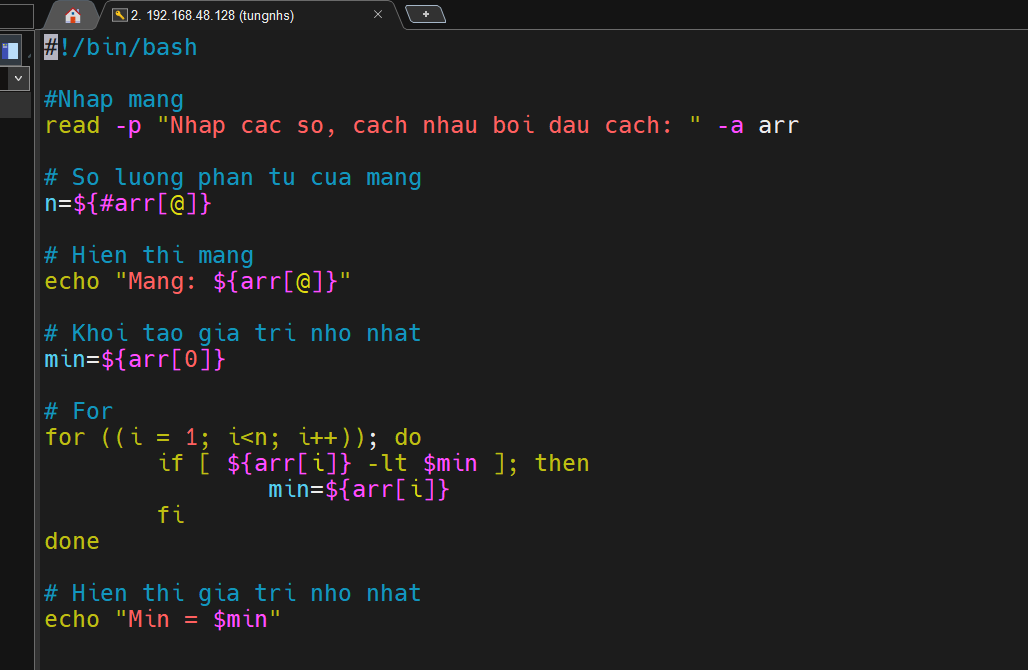 2. 192.168.48.128 (tungnhs)
#!/bin/bash
#Nhap mang
read -p "Nhap cac so, cach nhau boi dau cach: " -a arr
# So luong phan tu cua mang
n=${#arr[@]}
# Hien thi mang
echo "Mang: ${arr[@]}"
# Khoi tao gia tri nho nhat
min=${arr[0]}
# For
for ((i = 1; i<n; i++)); do
if [ ${arr[i]} -lt $min ]; then
min=${arr[i]}
fi
done
# Hien thi gia tri nho nhat
echo "Min = $min"